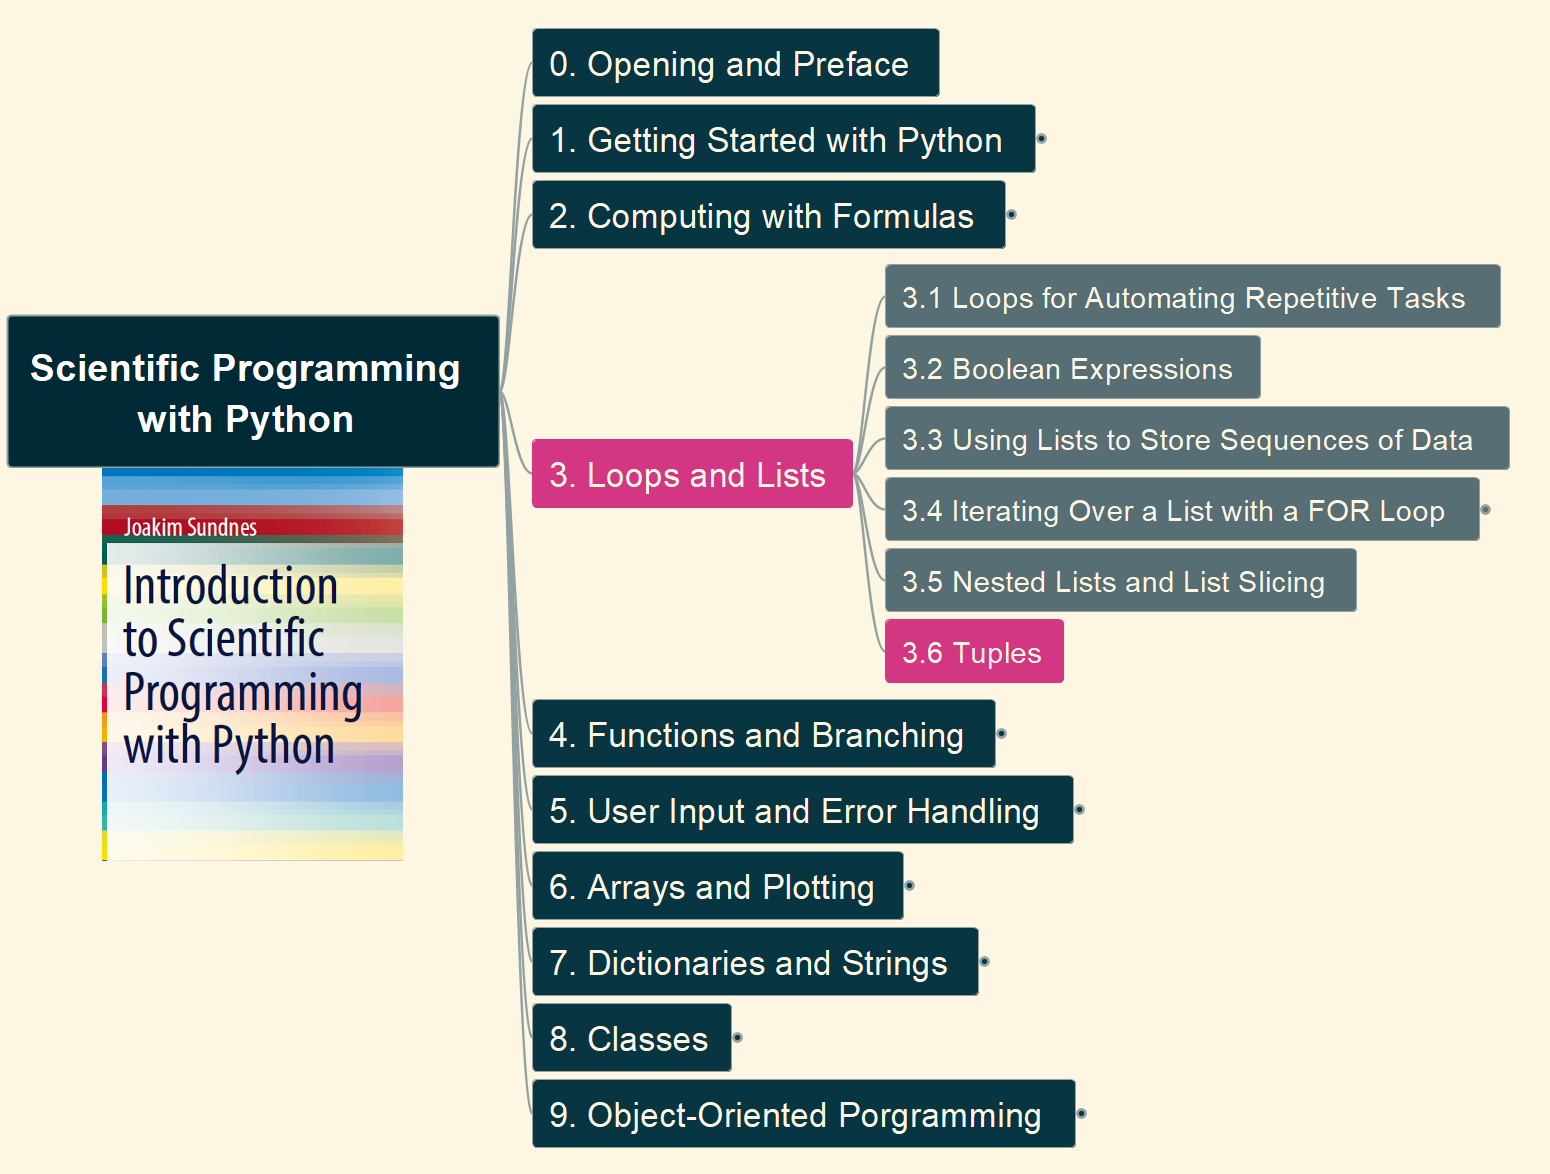 Scientific Programming
with Python
Joakim Sundnes
Introduction
to Scientific
Programming
with Python
0. Opening and Preface
1. Getting Started with Python
2. Computing with Formulas
3. Loops and Lists
3.1 Loops for Automating Repetitive Tasks
3.2 Boolean Expressions
3.3 Using Lists to Store Sequences of Data
3.4 Iterating Over a List with a FOR Loop
3.5 Nested Lists and List Slicing
3.6 Tuples
4. Functions and Branching
5. User Input and Error Handling
6. Arrays and Plotting
7. Dictionaries and Strings
8. Classes
9. Object-Oriented Porgramming